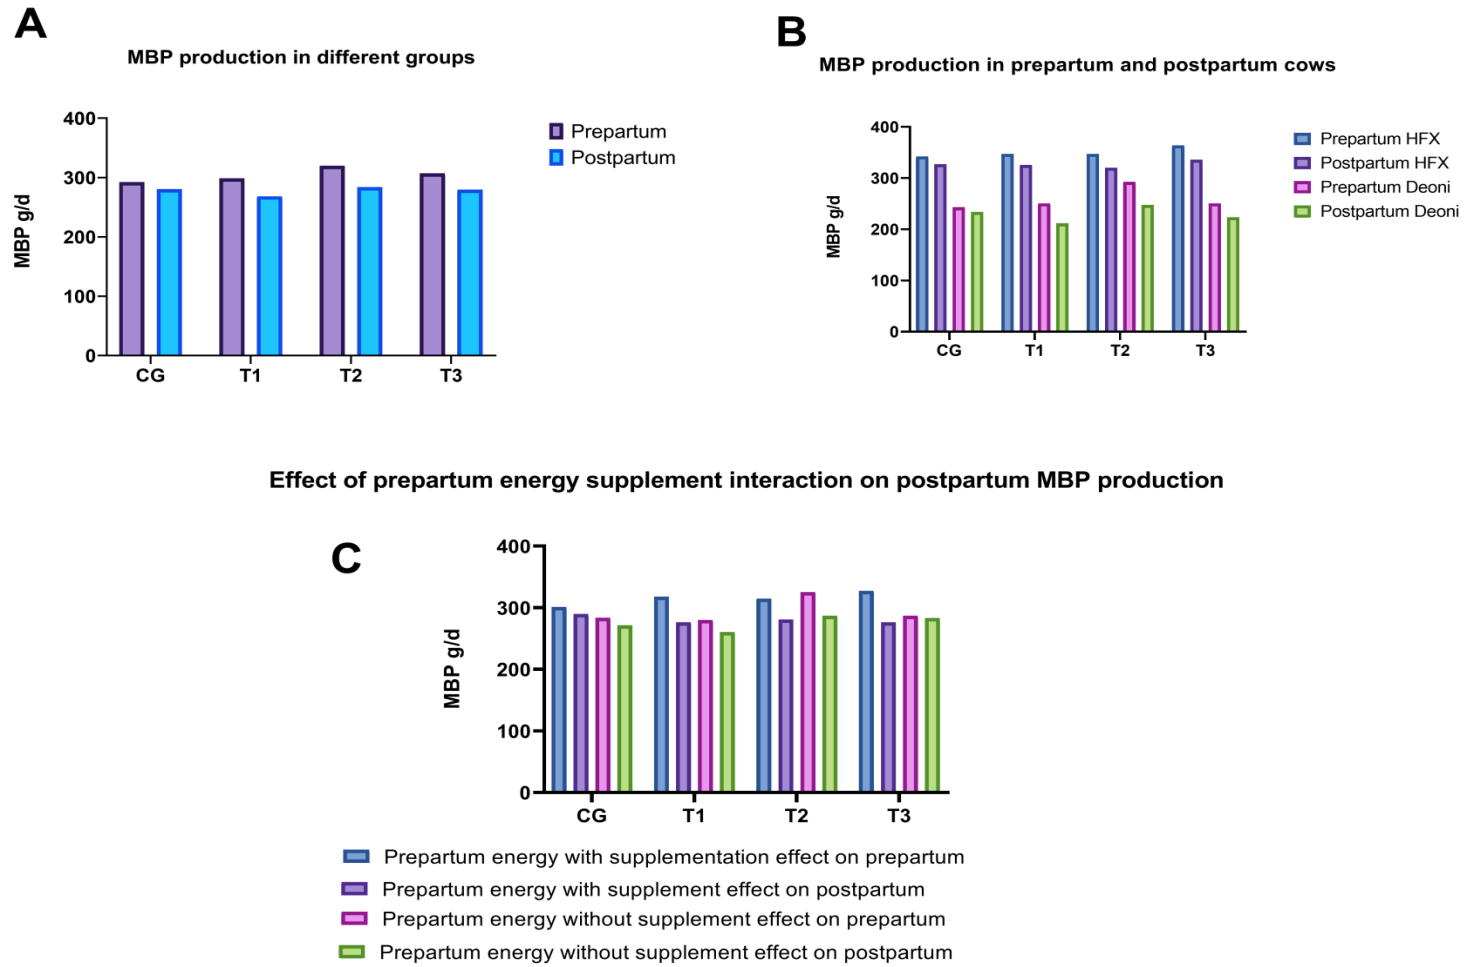 A
MBP production in different groups
MBP g/d
400
300
200
100
0
CG T1 T2 T3
Prepartum
Postpartum
B
MBP production in prepartum and postpartum cows
MBP g/d
400
300
200
100
0
CG T1 T2 T3
Prepartum HFX
Postpartum HFX
Prepartum Deoni
Postpartum Deoni
Effect of prepartum energy supplement interaction on postpartum MBP production
C
MBP g/d
400
300
200
100
0
CG T1 T2 T3
Prepartum energy with supplementation effect on prepartum
Prepartum energy with supplement effect on postpartum
Prepartum energy without supplement effect on prepartum
Prepartum energy without supplement effect on postpartum